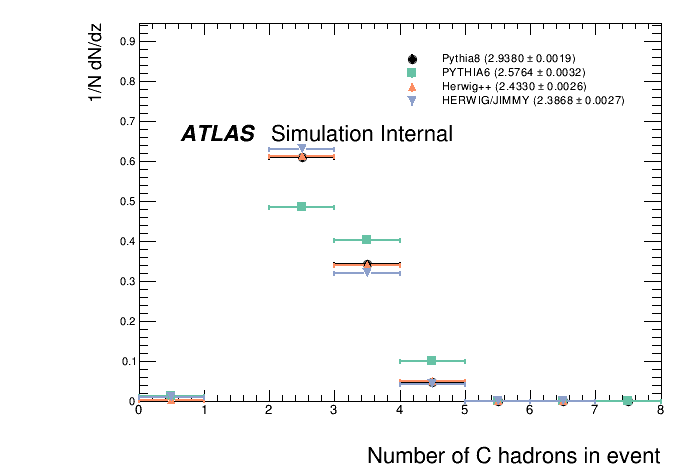 1/N dN/dz
Pythia8 (2.9380 ± 0.0019)
PYTHIA6 (2.5764 ± 0.0032)
Herwig++ (2.4330 ± 0.0026)
HERWIG/JIMMY (2.3868 ± 0.0027)
ATLAS Simulation Internal
0.9
0.8
0.7
0.6
0.5
0.4
0.3
0.2
0.1
0
0 1 2 3 4 5 6 7 8
Number of C hadrons in event